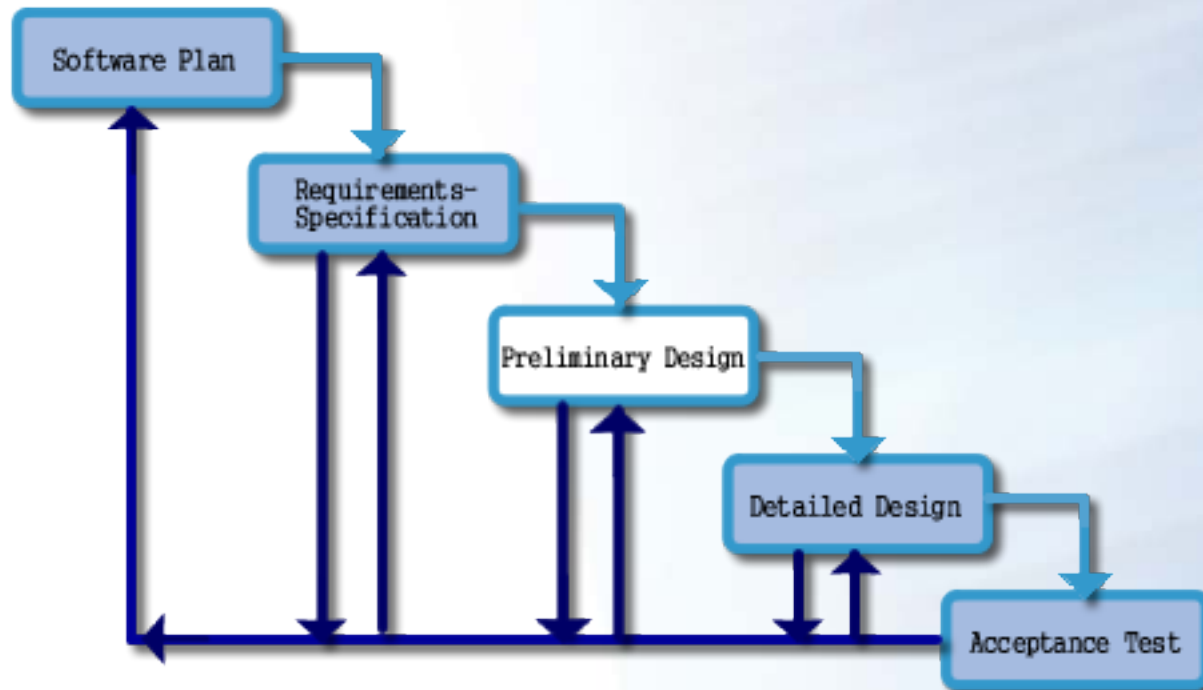 Software Plan
Requirements-
Specification
Preliminary Design
Detailed Design
Acceptance Test